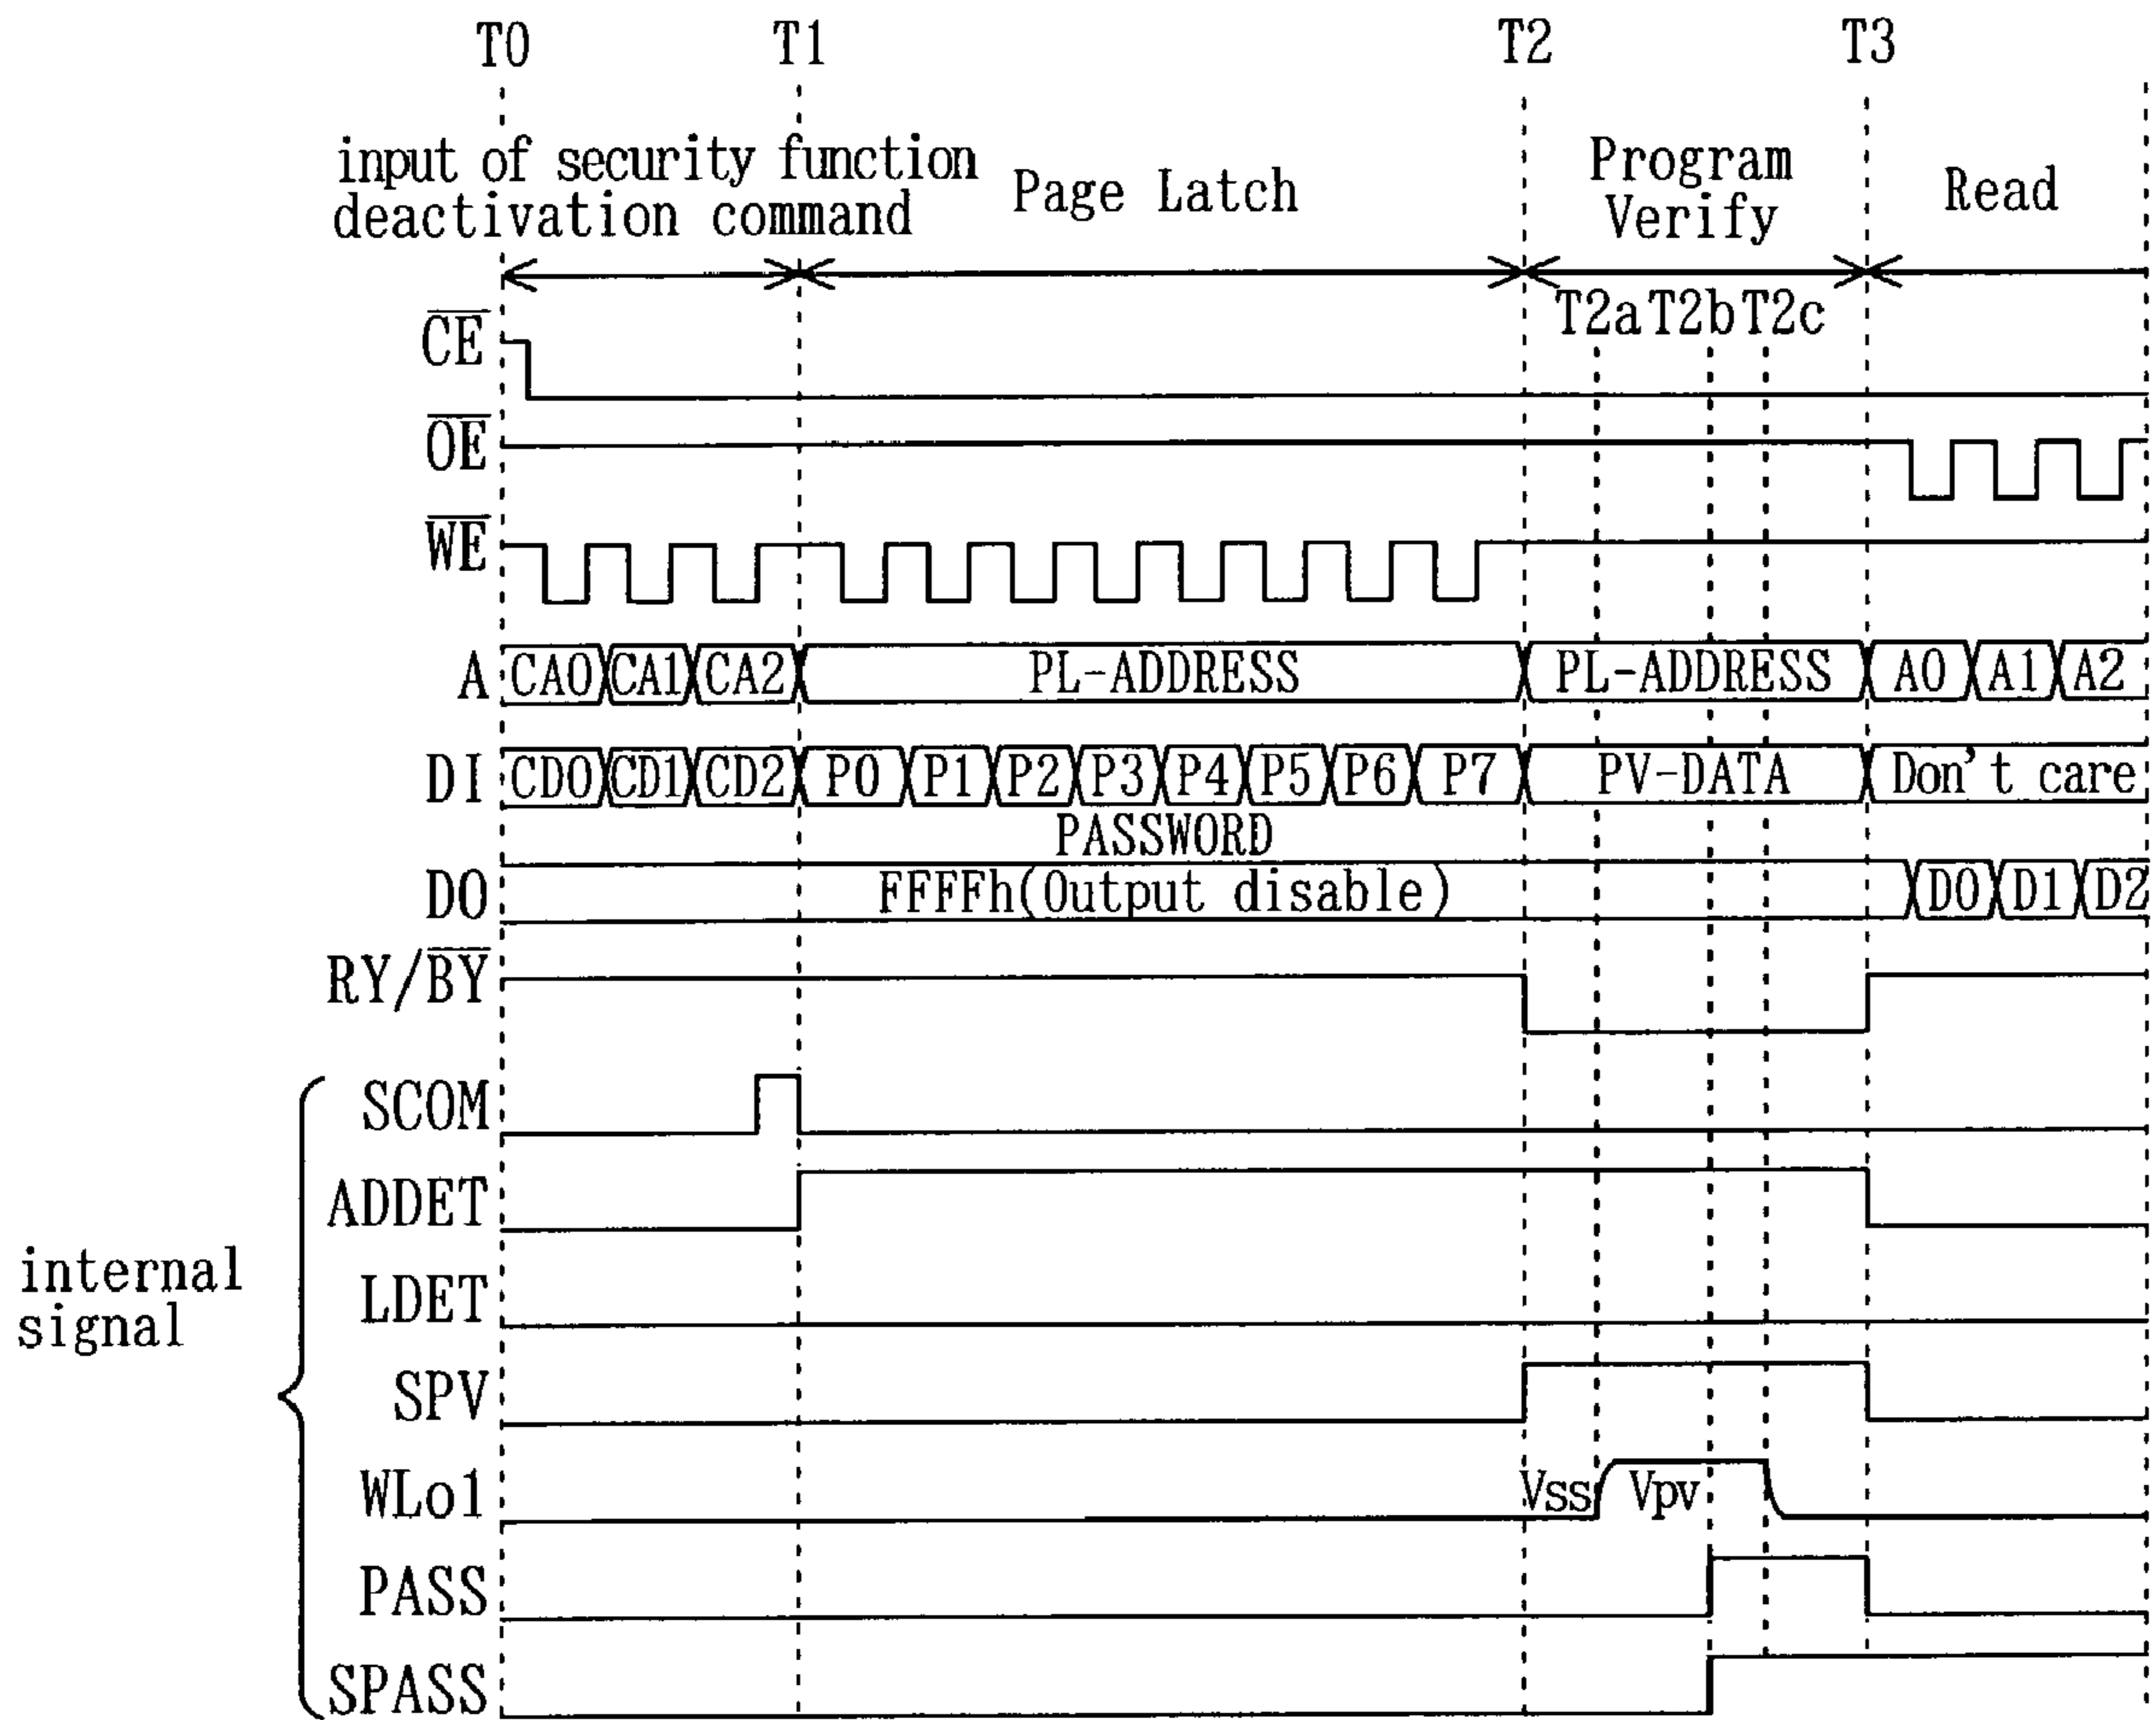 T0 T1 T2 T3
input of security function
deactivation command
Page Latch
Program
Verify
Read
T2a T2b T2c
CE
OE
WE
A CA0 CA1 CA2 PL-ADDRESS PL-ADDRESS A0 A1 A2
DI CD0 CD1 CD2 P0 P1 P2 P3 P4 P5 P6 P7 PV-DATA Don't care
PASSWORD
DO FFFFh(Output disable) D0 D1 D2
RY/BY
internal
signal
SCOM
ADDET
LDET
SPV
WLo1 Vss Vpv
PASS
SPASS